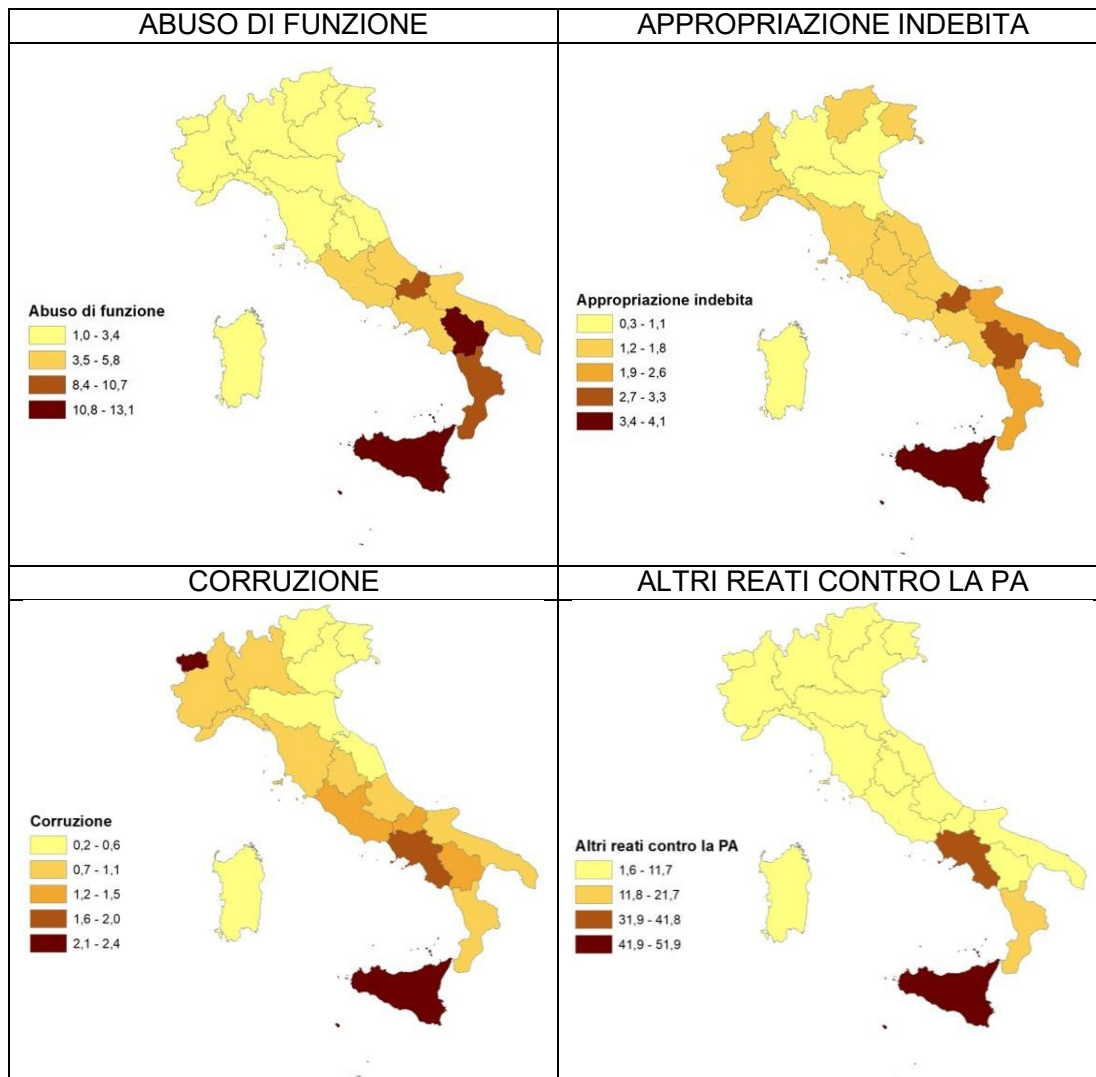 ABUSO DI FUNZIONE
APPROPRIAZIONE INDEBITA
Abuso di funzione
1,0 - 3,4
3,5 - 5,8
8,4 - 10,7
10,8 - 13,1
Appropriazione indebita
0,3 - 1,1
1,2 - 1,8
1,9 - 2,6
2,7 - 3,3
3,4 - 4,1
CORRUZIONE
ALTRI REATI CONTRO LA PA
Corruzione
0,2 - 0,6
0,7 - 1,1
1,2 - 1,5
1,6 - 2,0
2,1 - 2,4
Altri reati contro la PA
1,6 - 11,7
11,8 - 21,7
31,9 - 41,8
41,9 - 51,9